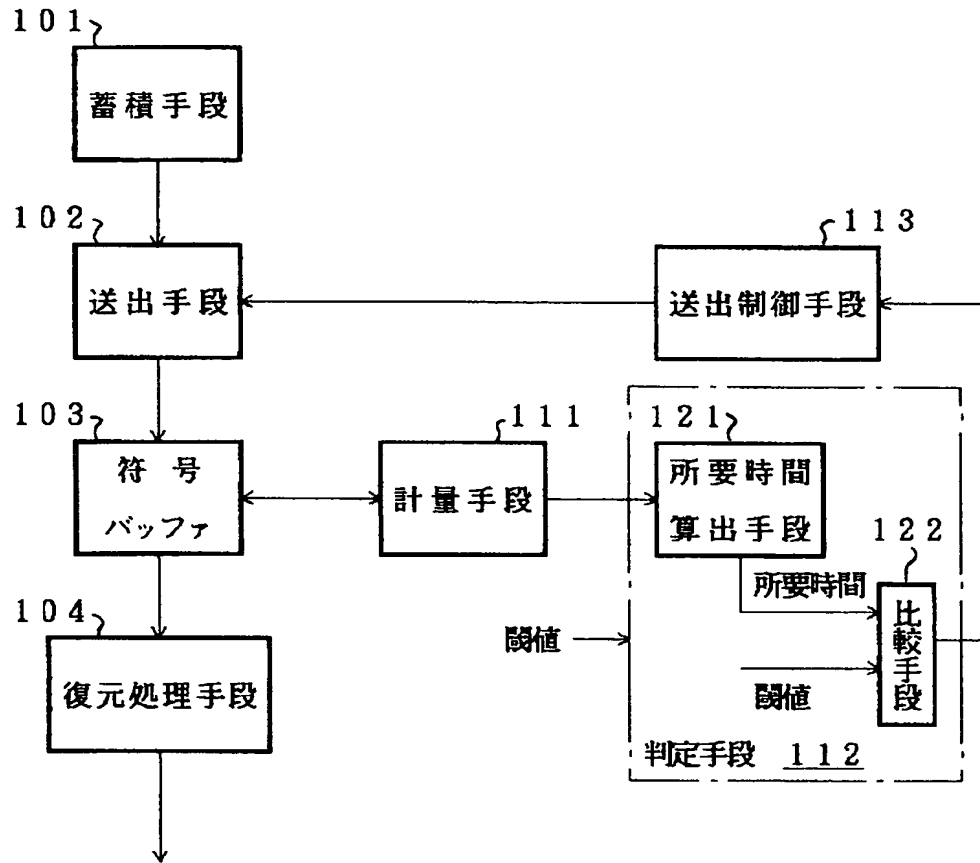 101
蓄積手段
102
送出手段
113
送出制御手段
103
符号
バッファ
111
計量手段
121
所要時間
算出手段
122
所要時間
閾値
閾値
比較手段
判定手段 112
104
復元処理手段